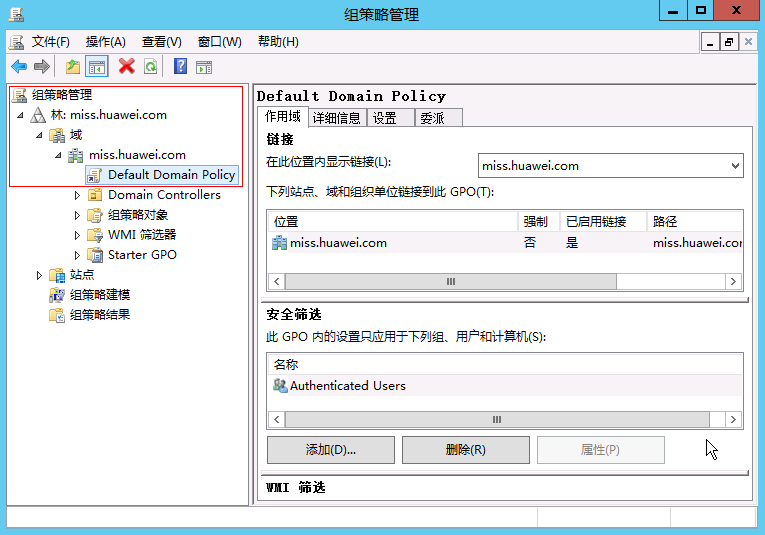 组策略管理
文件(F) 操作(A) 查看(V) 窗口(W) 帮助(H)
组策略管理
林: miss.huawei.com
域
miss.huawei.com
Default Domain Policy
Domain Controllers
组策略对象
WMI 筛选器
Starter GPO
站点
组策略建模
组策略结果
Default Domain Policy
作用域 详细信息 设置 委派
链接
在此位置内显示链接(L): miss.huawei.com
下列站点、域和组织单位链接到此 GPO(T):
位置 强制 已启用链接 路径
miss.huawei.com 否 是 miss.huawei.cor
安全筛选
此 GPO 内的设置只应用于下列组、用户和计算机(S):
名称
Authenticated Users
添加(D)... 删除(R) 属性(P)
WMI 筛选